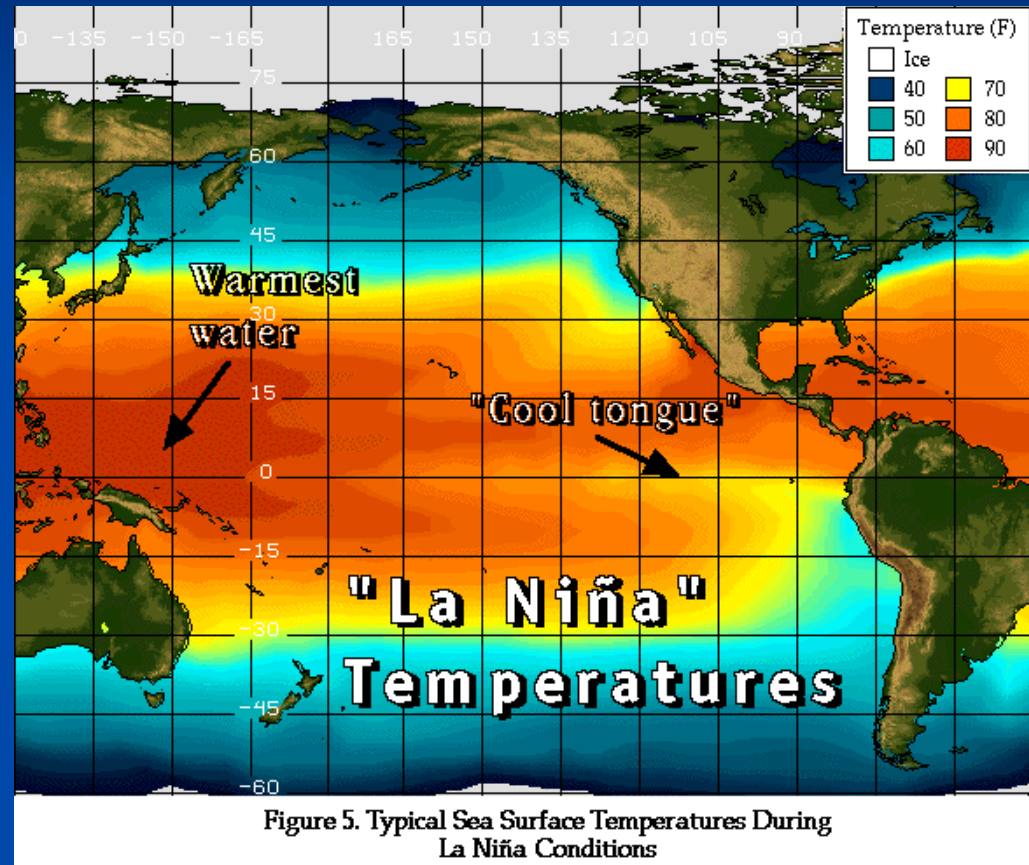 0 -135 -150 -165 165 150 135 120 105 90
Temperature (F)
Ice
40 70
50 80
60 90
75
60
45
Warmest
30
water
15
"Cool tongue"
0
-15
"La Niña"
-30
Temperatures
-45
-60
Figure 5. Typical Sea Surface Temperatures During
La Niña Conditions